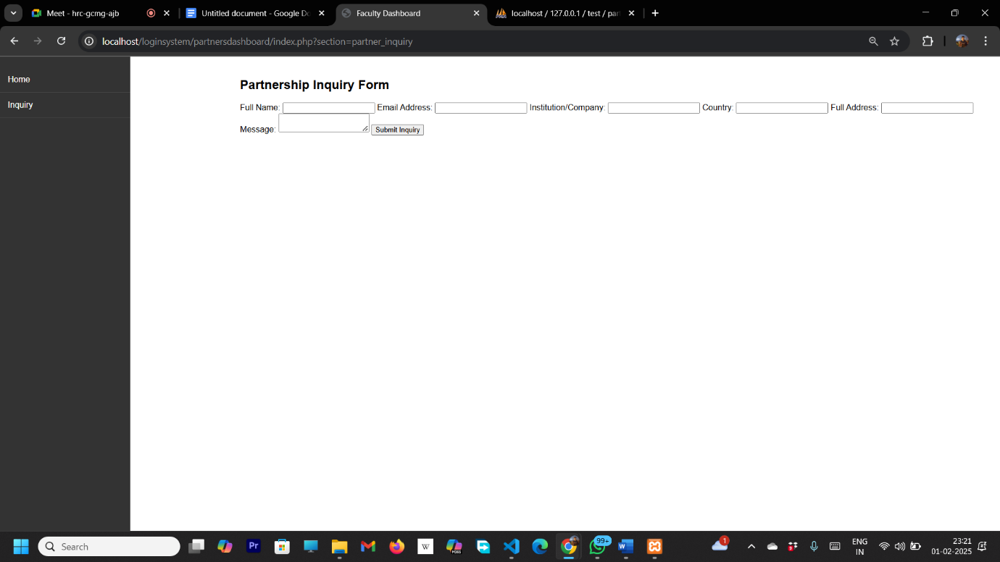 Meet - hrc-gcmg-ajb
Untitled document - Google Do
Faculty Dashboard
localhost / 127.0.0.1 / test / par
localhost/loginsystem/partnersdashboard/index.php?section=partner_inquiry
Home
Inquiry
Partnership Inquiry Form
Full Name: Email Address: Institution/Company: Country: Full Address:
Message: Submit Inquiry
Search
Pr
W
M365
99+
1
ENG
IN
23:21
01-02-2025